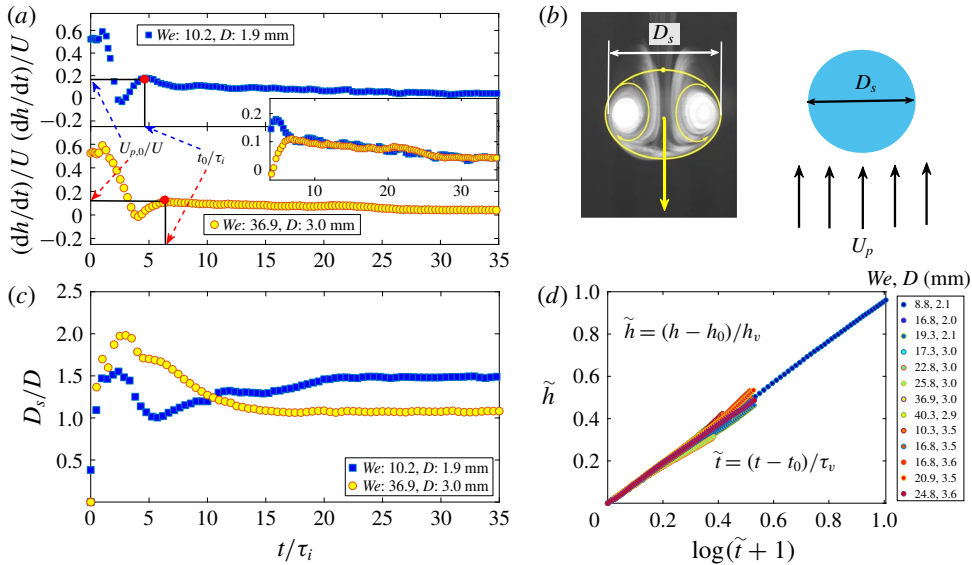 (a)
(dh/dt)/U (dh/dt)/U
0.6
0.4
0.2
0
−0.2
0.6
0.4
0.2
0
−0.2
We: 10.2, D: 1.9 mm
U_{p,0}/U
t_0/τ_i
0.2
0.1
0
10 20 30
We: 36.9, D: 3.0 mm
0 5 10 15 20 25 30 35
(b)
D_s
D_s
U_p
(c)
D_s/D
2.5
2.0
1.5
1.0
0.5
We: 10.2, D: 1.9 mm
We: 36.9, D: 3.0 mm
0 5 10 15 20 25 30 35
t/τ_i
(d)
h̃
1.0
0.8
0.6
0.4
0.2
h̃ = (h − h_0)/h_v
t̃ = (t − t_0)/τ_v
0 0.2 0.4 0.6 0.8 1.0
log(t̃ + 1)
We, D (mm)
8.8, 2.1
16.8, 2.0
19.3, 2.1
17.3, 3.0
22.8, 3.0
25.8, 3.0
36.9, 3.0
40.3, 2.9
10.3, 3.5
16.8, 3.5
16.8, 3.6
20.9, 3.5
24.8, 3.6